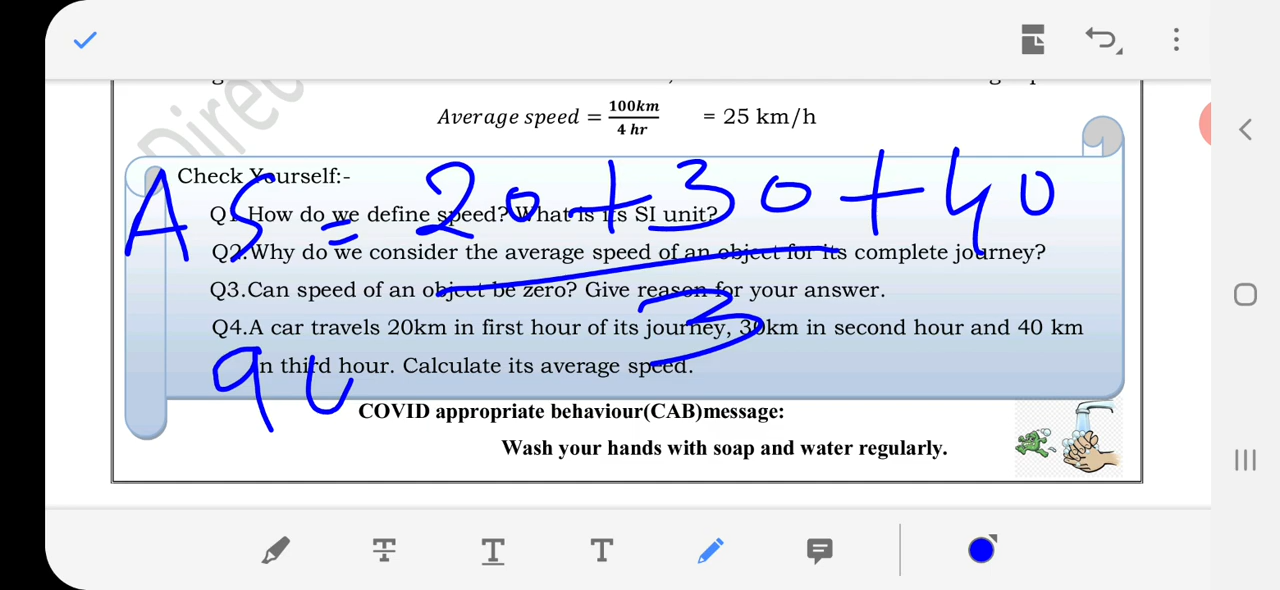 Average speed = 100km / 4 hr = 25 km/h
Check Yourself:-
AS = 20 + 30 + 40
Q1.How do we define speed? What is its SI unit?
Q2.Why do we consider the average speed of an object for its complete journey?
Q3.Can speed of an object be zero? Give reason for your answer.
3
Q4.A car travels 20km in first hour of its journey, 30km in second hour and 40 km
in third hour. Calculate its average speed.
9
COVID appropriate behaviour(CAB)message:
Wash your hands with soap and water regularly.